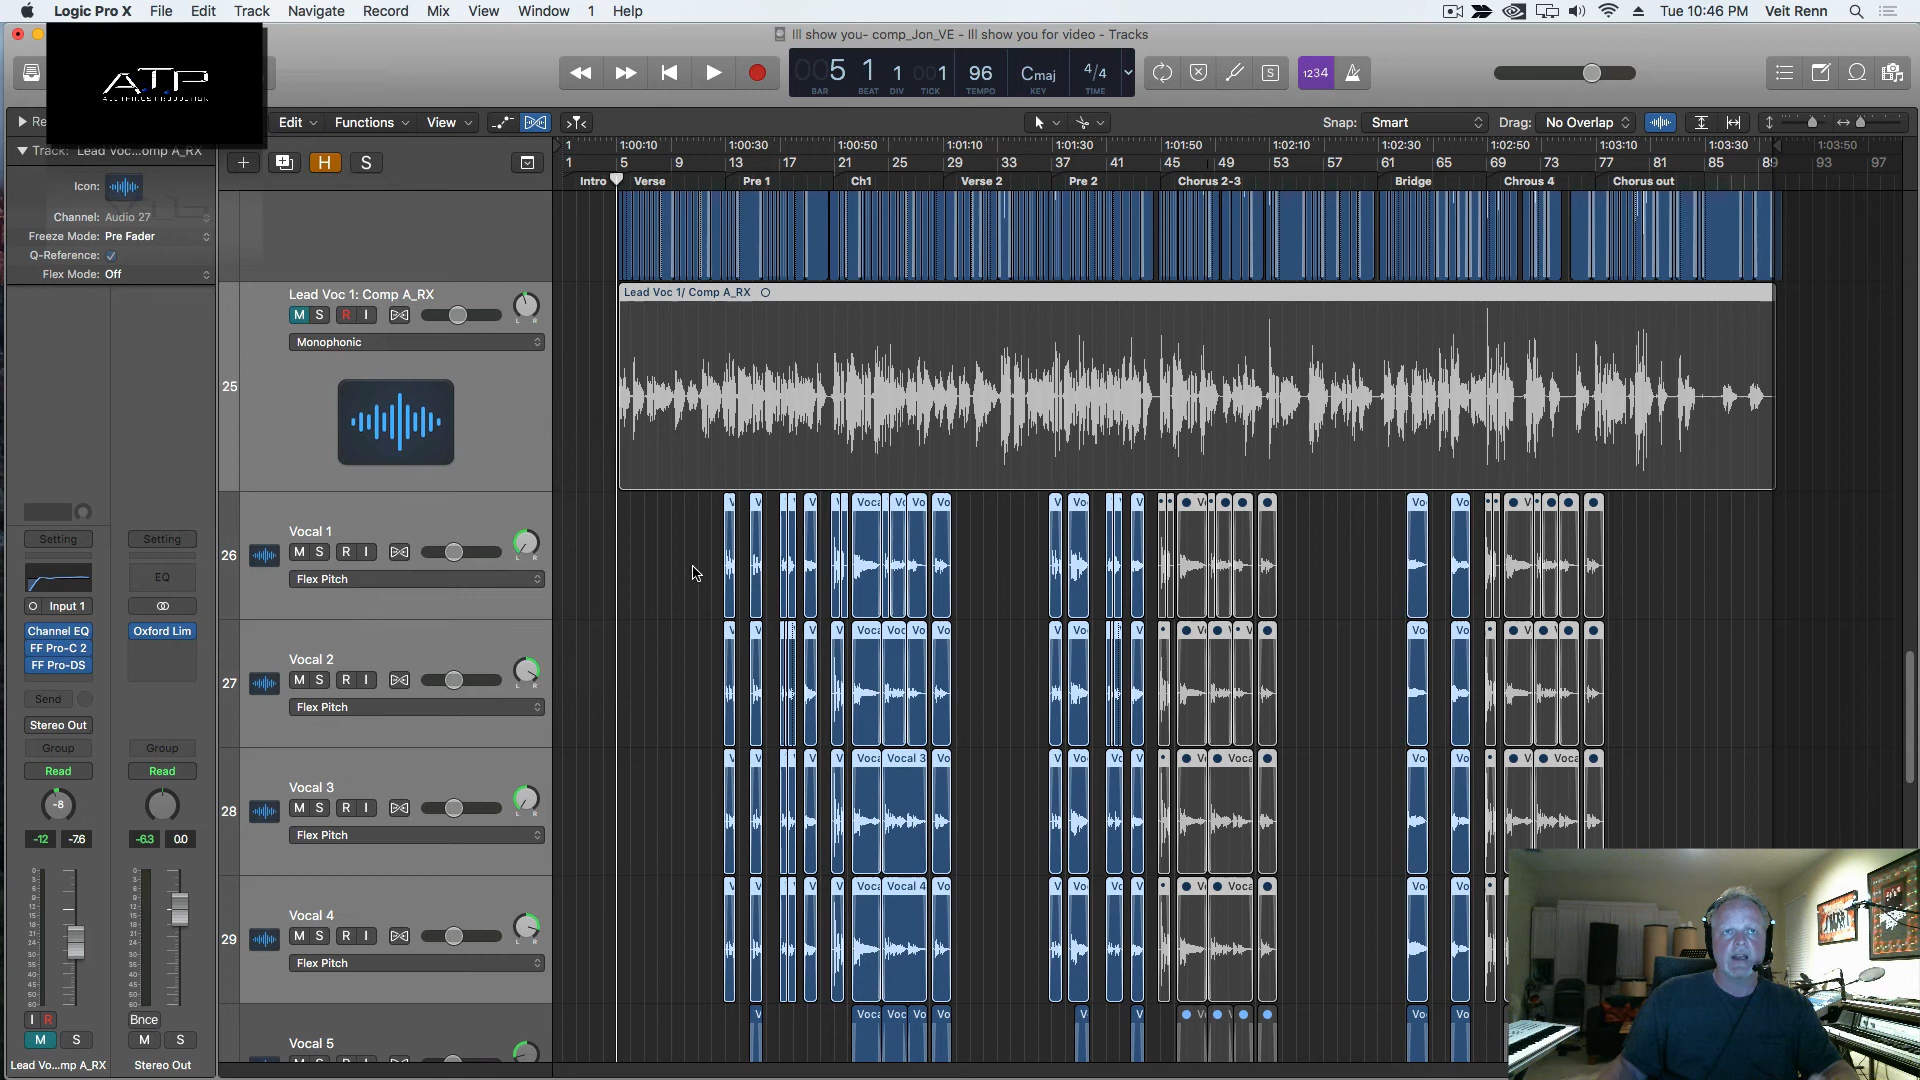 Logic Pro X File Edit Track Navigate Record Mix View Window 1 Help
Tue 10:46 PM Veit Renn
Ill show you- comp_Jon_VE - Ill show you for video - Tracks
ATP
5 1 1 001 96 Cmaj 4/4
BAR BEAT DIV TICK TEMPO KEY TIME
1234
Re
Edit Functions View
Snap: Smart Drag: No Overlap
Track: Lead Voc...omp A_RX
Icon:
Channel: Audio 27
Freeze Mode: Pre Fader
Q-Reference:
Flex Mode: Off
H S
1 1:00:10 1:00:30 1:00:50 1:01:10 1:01:30 1:01:50 1:02:10 1:02:30 1:02:50 1:03:10 1:03:30 1:03:50
1 5 9 13 17 21 25 29 33 37 41 45 49 53 57 61 65 69 73 77 81 85 89 93 97
Intro Verse Pre 1 Ch1 Verse 2 Pre 2 Chorus 2-3 Bridge Chrous 4 Chorus out
25
Lead Voc 1: Comp A_RX
M S R I
Monophonic
L R
Lead Voc 1/ Comp A_RX
26
Vocal 1
M S R I
Flex Pitch
L R
27
Vocal 2
M S R I
Flex Pitch
L R
28
Vocal 3
M S R I
Flex Pitch
L R
Vocal 3
29
Vocal 4
M S R I
Flex Pitch
L R
Vocal 4
Vocal 5
Setting Setting
EQ
Input 1
Channel EQ Oxford Lim
FF Pro-C 2
FF Pro-DS
Send
Stereo Out
Group Group
Read Read
-8
-12 -7.6 -6.3 0.0
I R Bnce
M S M S
Lead Vo...mp A_RX Stereo Out